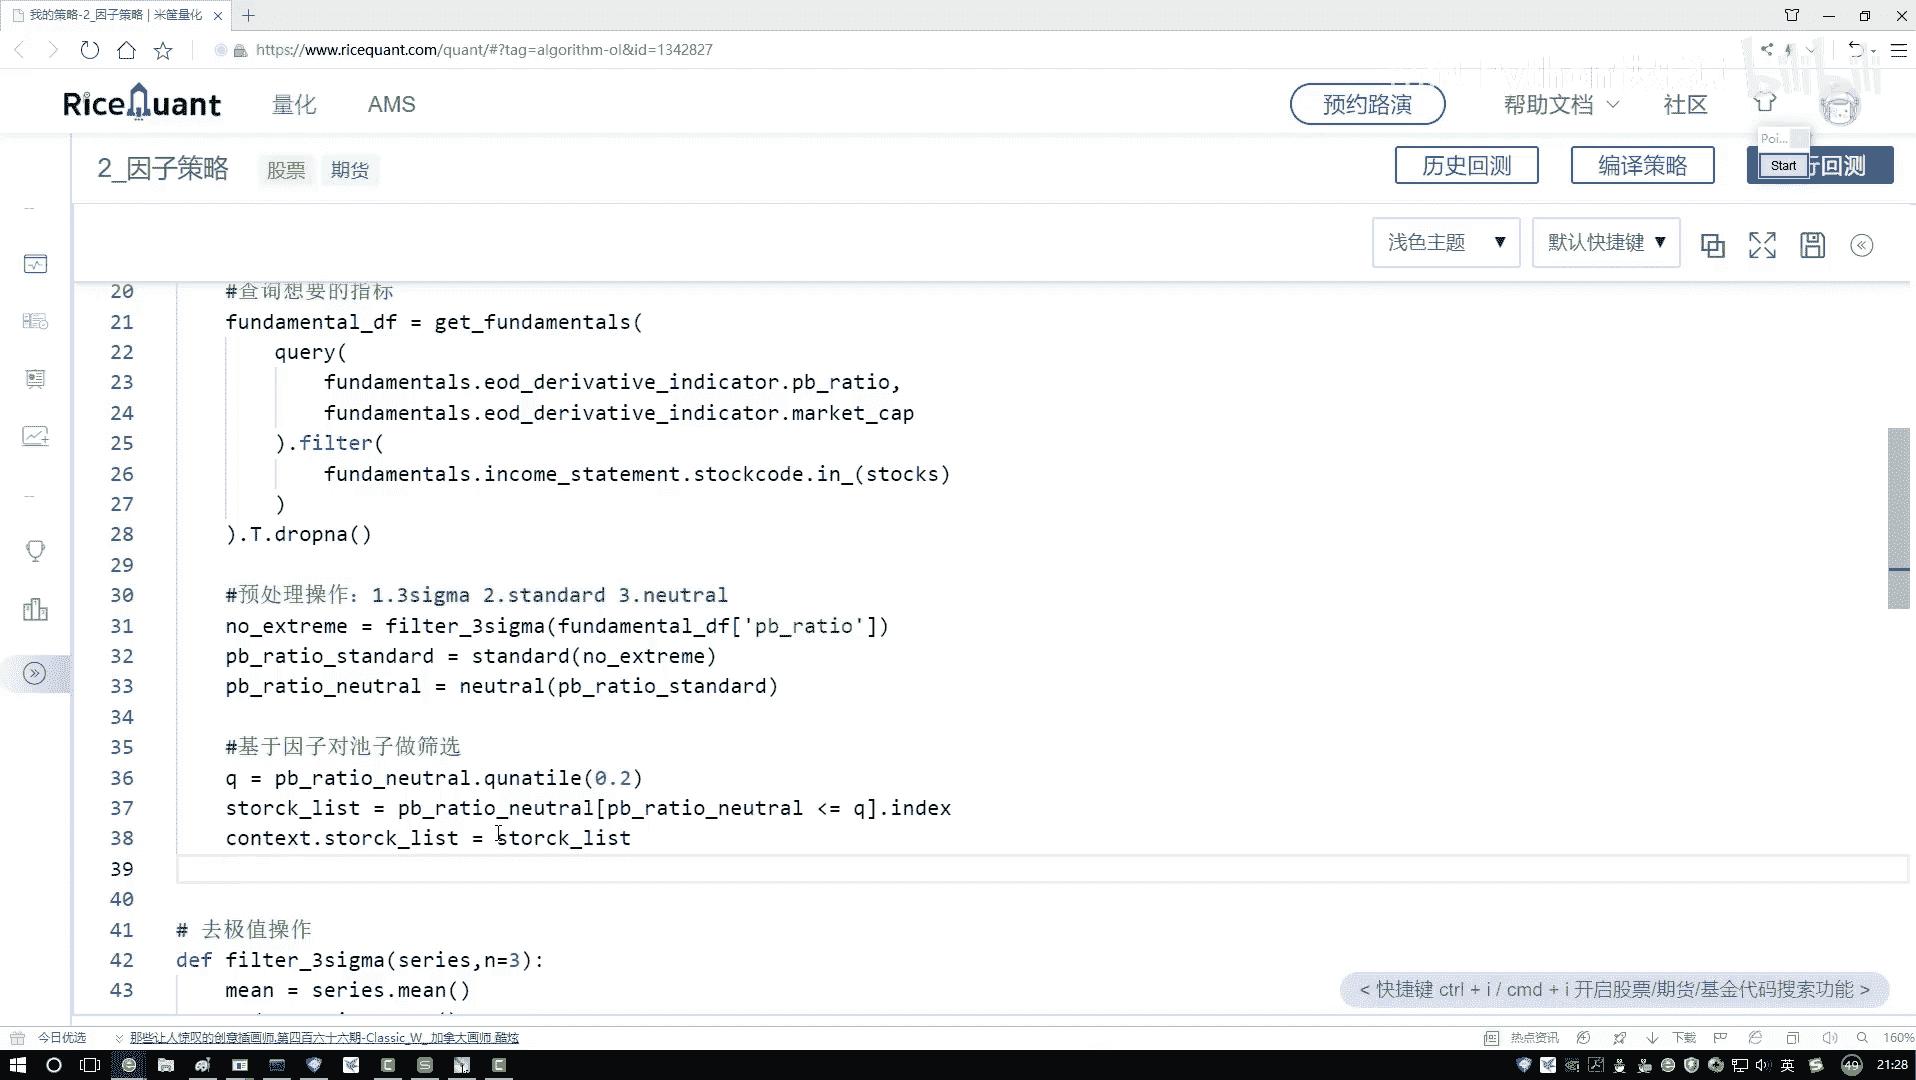 我的策略-2_因子策略 | 米筐量化
https://www.ricequant.com/quant/#?tag=algorithm-ol&id=1342827
bilibili
RiceQuant 量化 AMS 预约路演 帮助文档 社区
Poi...
2_因子策略 股票 期货 历史回测 编译策略 Start 行回测
浅色主题 默认快捷键
20 #查询想要的指标
21 fundamental_df = get_fundamentals(
22 query(
23 fundamentals.eod_derivative_indicator.pb_ratio,
24 fundamentals.eod_derivative_indicator.market_cap
25 ).filter(
26 fundamentals.income_statement.stockcode.in_(stocks)
27 )
28 ).T.dropna()
29
30 #预处理操作：1.3sigma 2.standard 3.neutral
31 no_extreme = filter_3sigma(fundamental_df['pb_ratio'])
32 pb_ratio_standard = standard(no_extreme)
33 pb_ratio_neutral = neutral(pb_ratio_standard)
34
35 #基于因子对池子做筛选
36 q = pb_ratio_neutral.qunatile(0.2)
37 storck_list = pb_ratio_neutral[pb_ratio_neutral <= q].index
38 context.storck_list = storck_list
39
40
41 # 去极值操作
42 def filter_3sigma(series,n=3):
43 mean = series.mean()
< 快捷键 ctrl + i / cmd + i 开启股票/期货/基金代码搜索功能 >
今日优选 那些让人惊叹的创意插画师.第四百六十六期-Classic_W_ 加拿大画师 酷炫 热点资讯 下载 160%
英 49 21:28